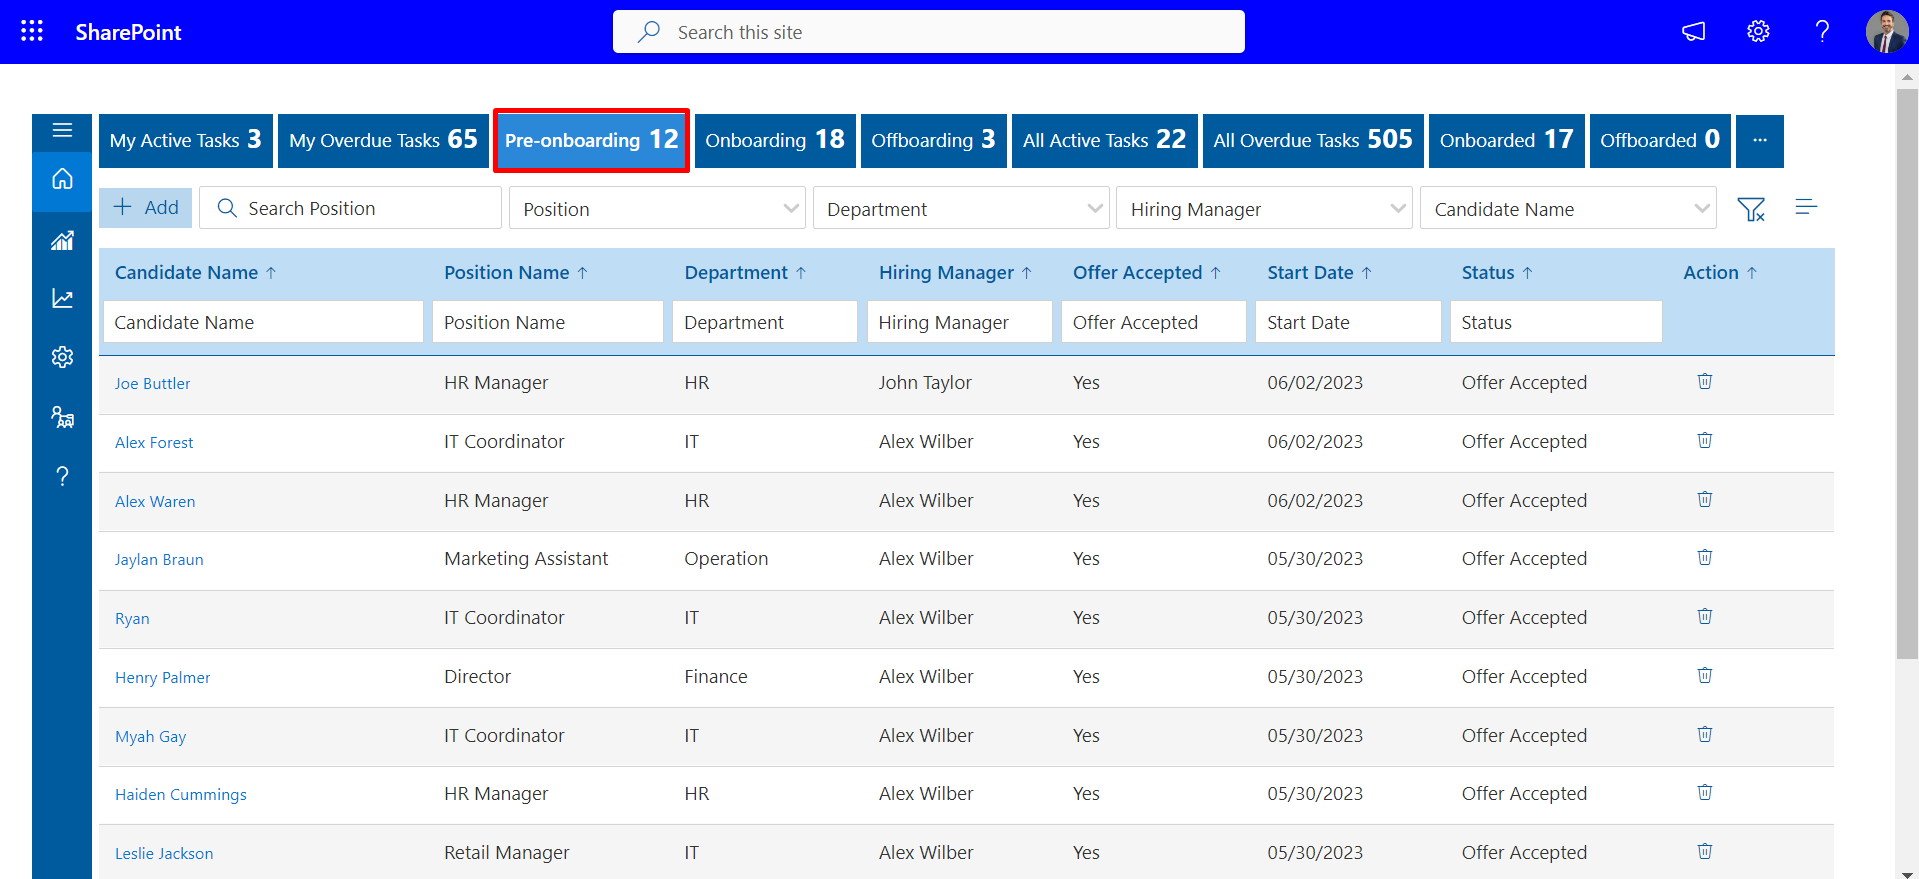 SharePoint
Search this site
My Active Tasks 3
My Overdue Tasks 65
Pre-onboarding 12
Onboarding 18
Offboarding 3
All Active Tasks 22
All Overdue Tasks 505
Onboarded 17
Offboarded 0
...
+ Add
Search Position
Position
Department
Hiring Manager
Candidate Name
Candidate Name ↑ Position Name ↑ Department ↑ Hiring Manager ↑ Offer Accepted ↑ Start Date ↑ Status ↑ Action ↑
Candidate Name Position Name Department Hiring Manager Offer Accepted Start Date Status
Joe Buttler HR Manager HR John Taylor Yes 06/02/2023 Offer Accepted
Alex Forest IT Coordinator IT Alex Wilber Yes 06/02/2023 Offer Accepted
Alex Waren HR Manager HR Alex Wilber Yes 06/02/2023 Offer Accepted
Jaylan Braun Marketing Assistant Operation Alex Wilber Yes 05/30/2023 Offer Accepted
Ryan IT Coordinator IT Alex Wilber Yes 05/30/2023 Offer Accepted
Henry Palmer Director Finance Alex Wilber Yes 05/30/2023 Offer Accepted
Myah Gay IT Coordinator IT Alex Wilber Yes 05/30/2023 Offer Accepted
Haiden Cummings HR Manager HR Alex Wilber Yes 05/30/2023 Offer Accepted
Leslie Jackson Retail Manager IT Alex Wilber Yes 05/30/2023 Offer Accepted